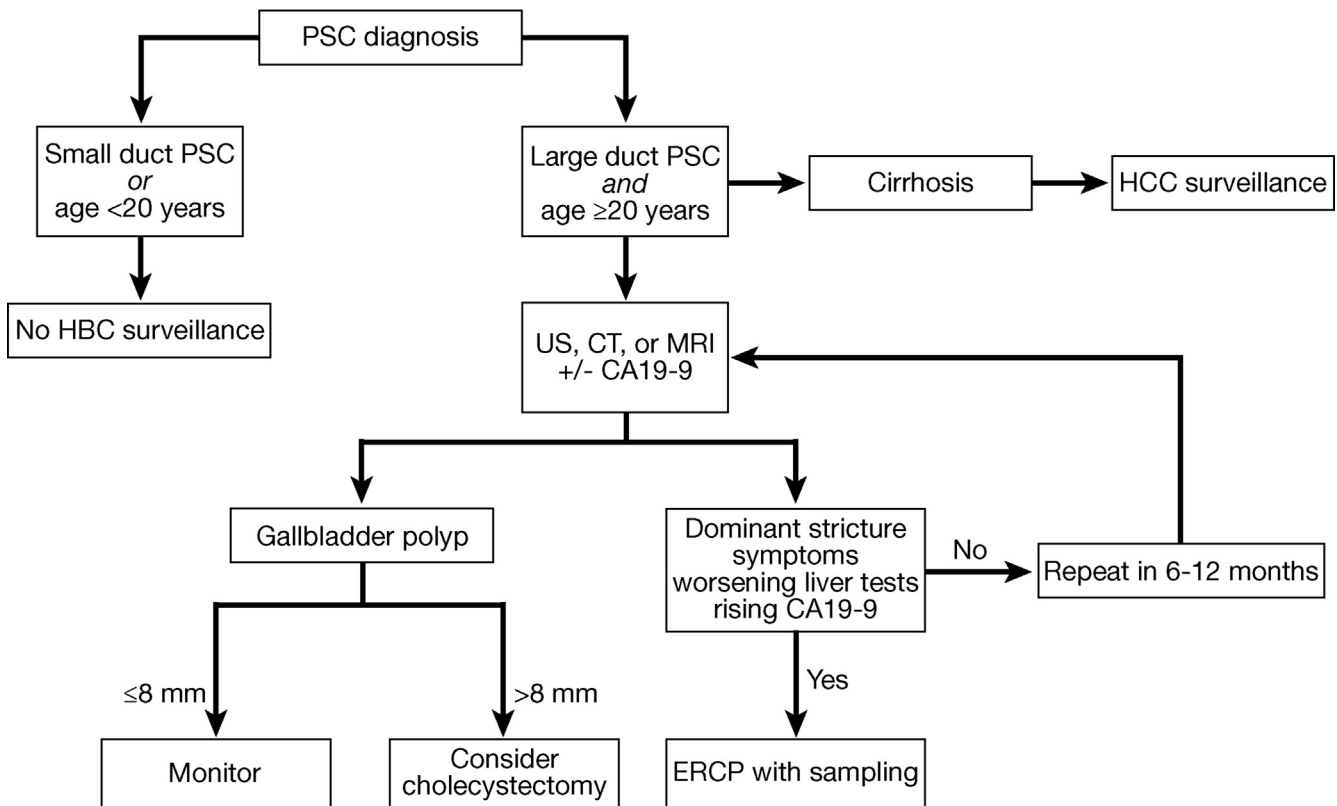 PSC diagnosis
Small duct PSC
or
age <20 years
Large duct PSC
and
age ≥20 years
Cirrhosis
HCC surveillance
No HBC surveillance
US, CT, or MRI
+/- CA19-9
Gallbladder polyp
Dominant stricture
symptoms
worsening liver tests
rising CA19-9
No
Repeat in 6-12 months
≤8 mm
>8 mm
Yes
Monitor
Consider
cholecystectomy
ERCP with sampling